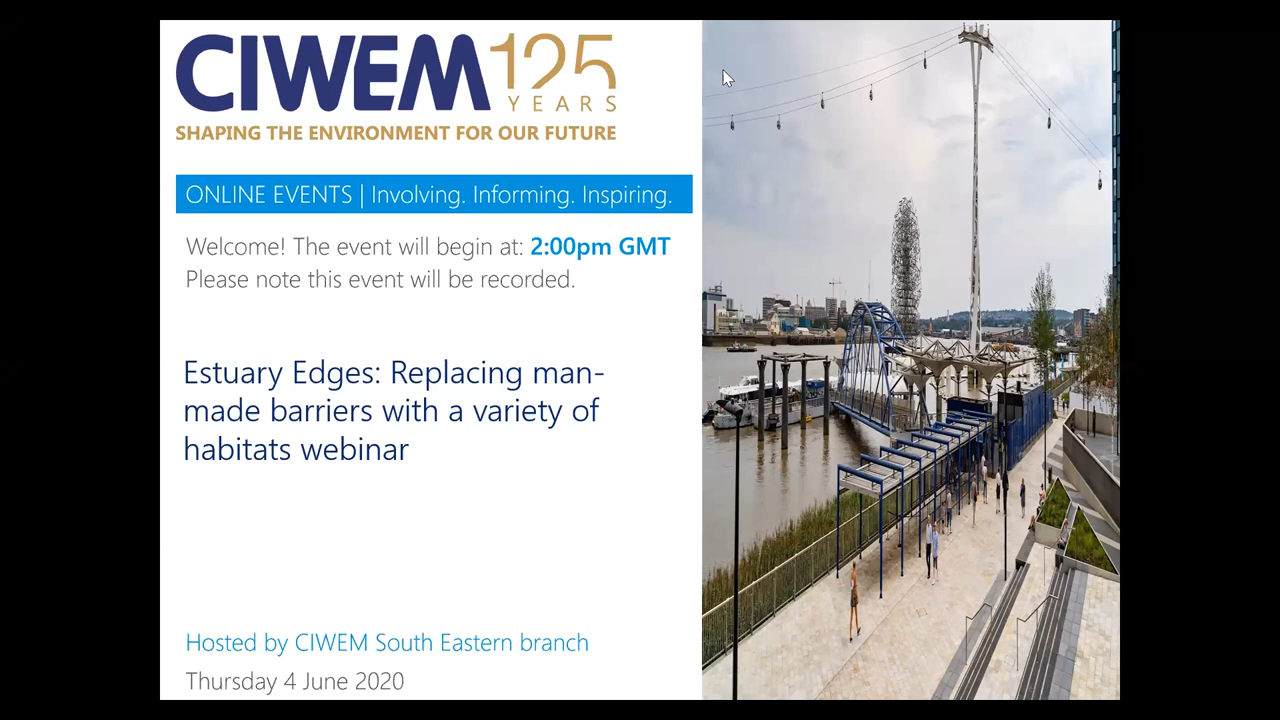 CIWEM 125
YEARS
SHAPING THE ENVIRONMENT FOR OUR FUTURE
ONLINE EVENTS | Involving. Informing. Inspiring.
Welcome! The event will begin at: 2:00pm GMT
Please note this event will be recorded.
Estuary Edges: Replacing man-
made barriers with a variety of
habitats webinar
Hosted by CIWEM South Eastern branch
Thursday 4 June 2020